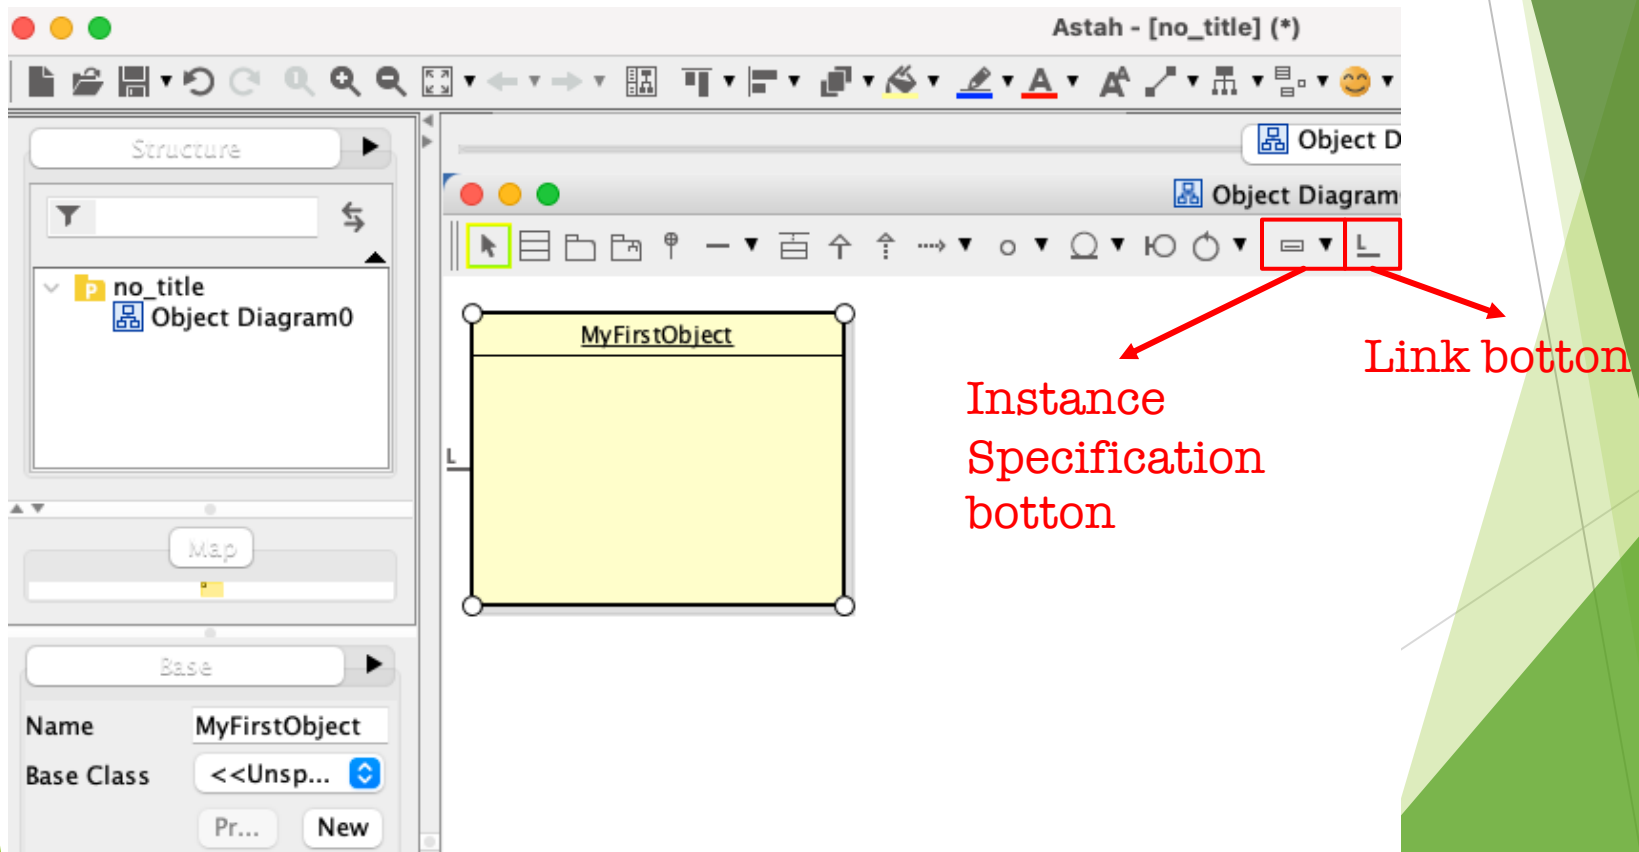 Astah - [no_title] (*)
Structure
Object D
Object Diagram
no_title
Object Diagram0
MyFirstObject
Link botton
Instance
Specification
botton
Map
Base
Name MyFirstObject
Base Class <<Unsp...
Pr... New